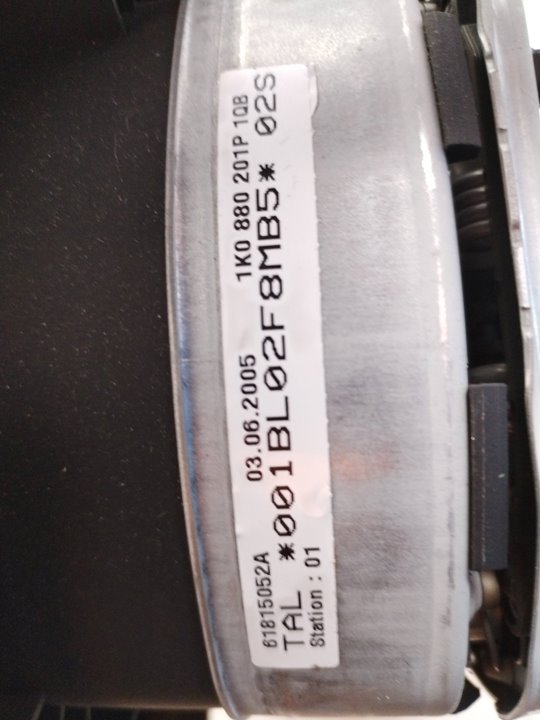 61815052A 03.06.2005 1K0 880 201P 1QB
TAL *001BL02F8MB5* 02S
Station : 01